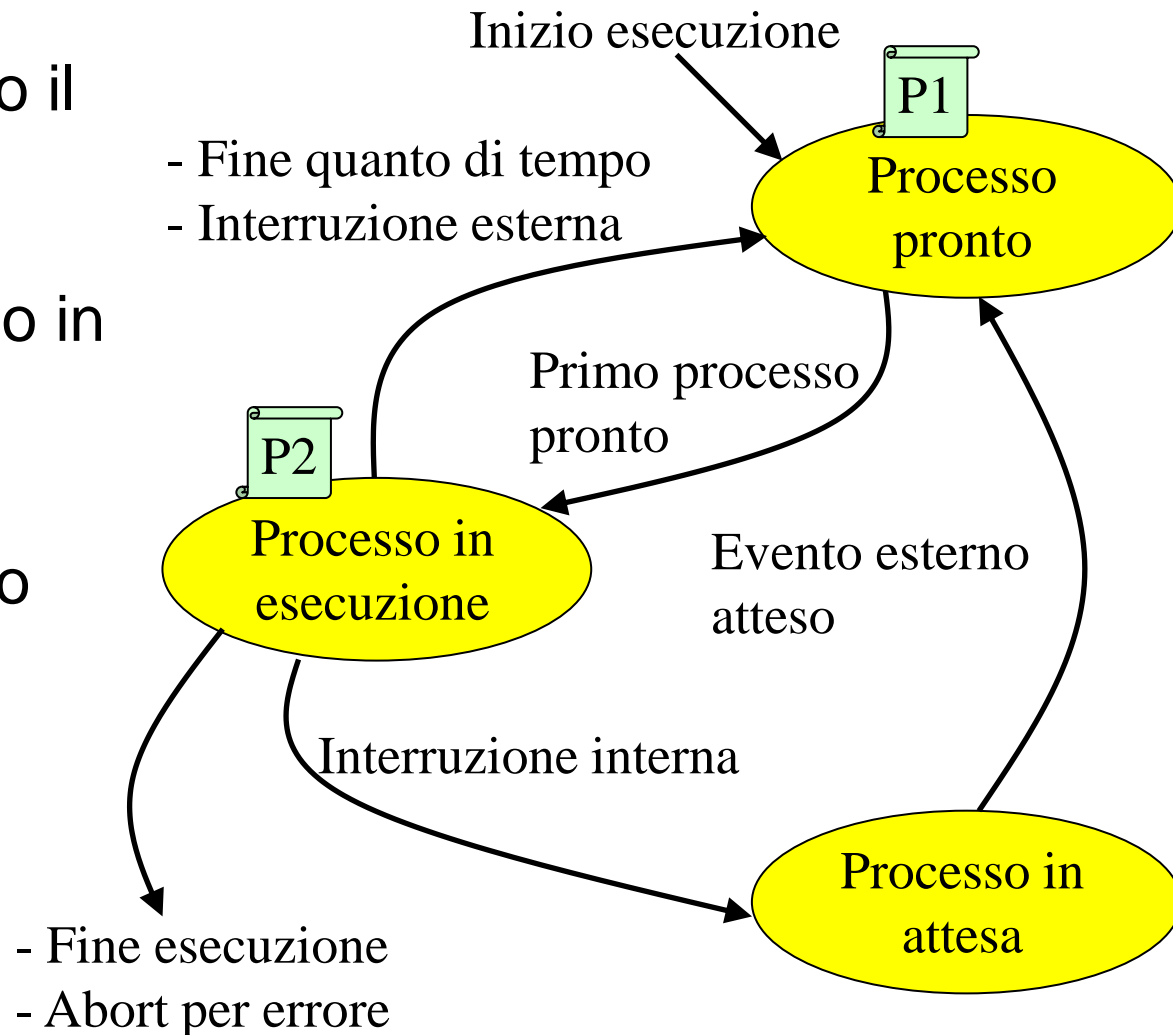 Inizio esecuzione
o il
P1
- Fine quanto di tempo
- Interruzione esterna
Processo
pronto
o in
Primo processo
pronto
P2
Processo in
esecuzione
Evento esterno
atteso
o
Interruzione interna
Processo in
attesa
- Fine esecuzione
- Abort per errore